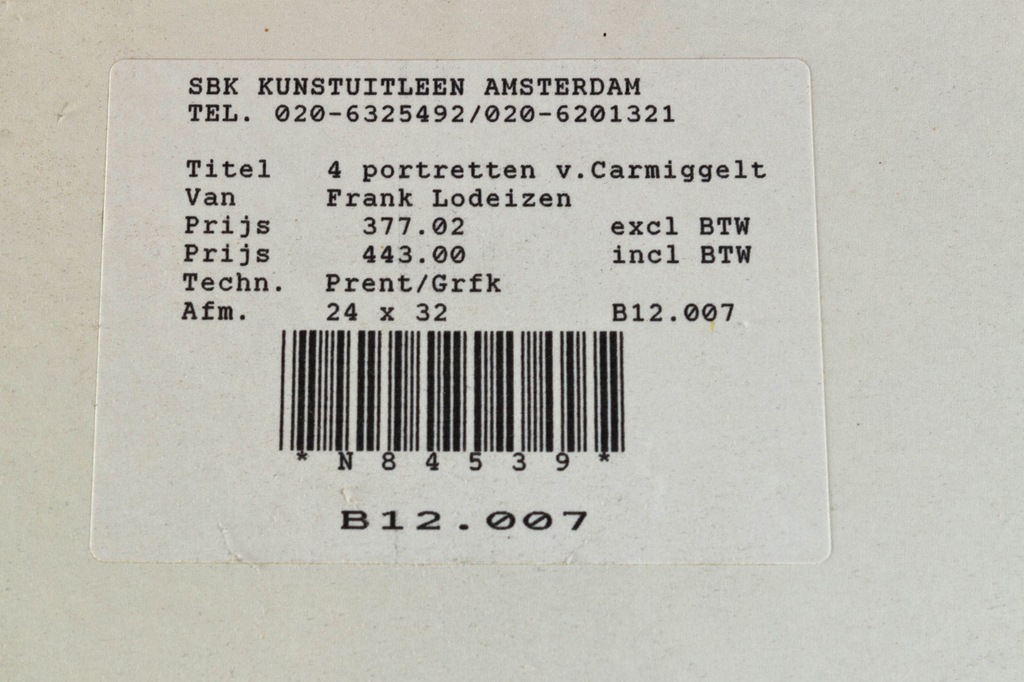 SBK KUNSTUITLEEN AMSTERDAM
TEL. 020-6325492/020-6201321
Titel 4 portretten v.Carmiggelt
Van Frank Lodeizen
Prijs 377.02 excl BTW
Prijs 443.00 incl BTW
Techn. Prent/Grfk
Afm. 24 x 32 B12.007
*N84539*
B12.007